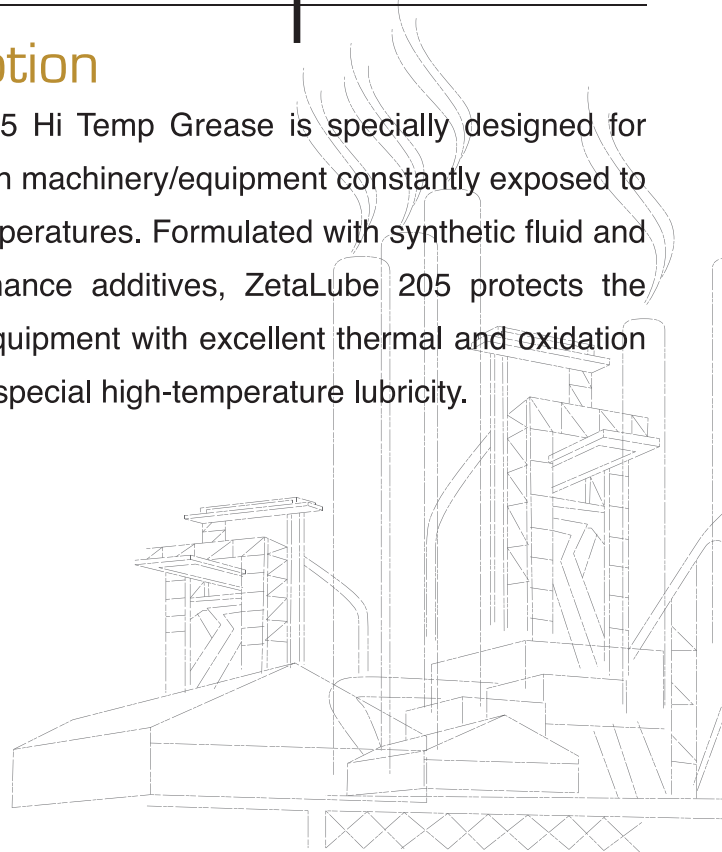 ption
5 Hi Temp Grease is specially designed for
n machinery/equipment constantly exposed to
peratures. Formulated with synthetic fluid and
nance additives, ZetaLube 205 protects the
quipment with excellent thermal and oxidation
special high-temperature lubricity.